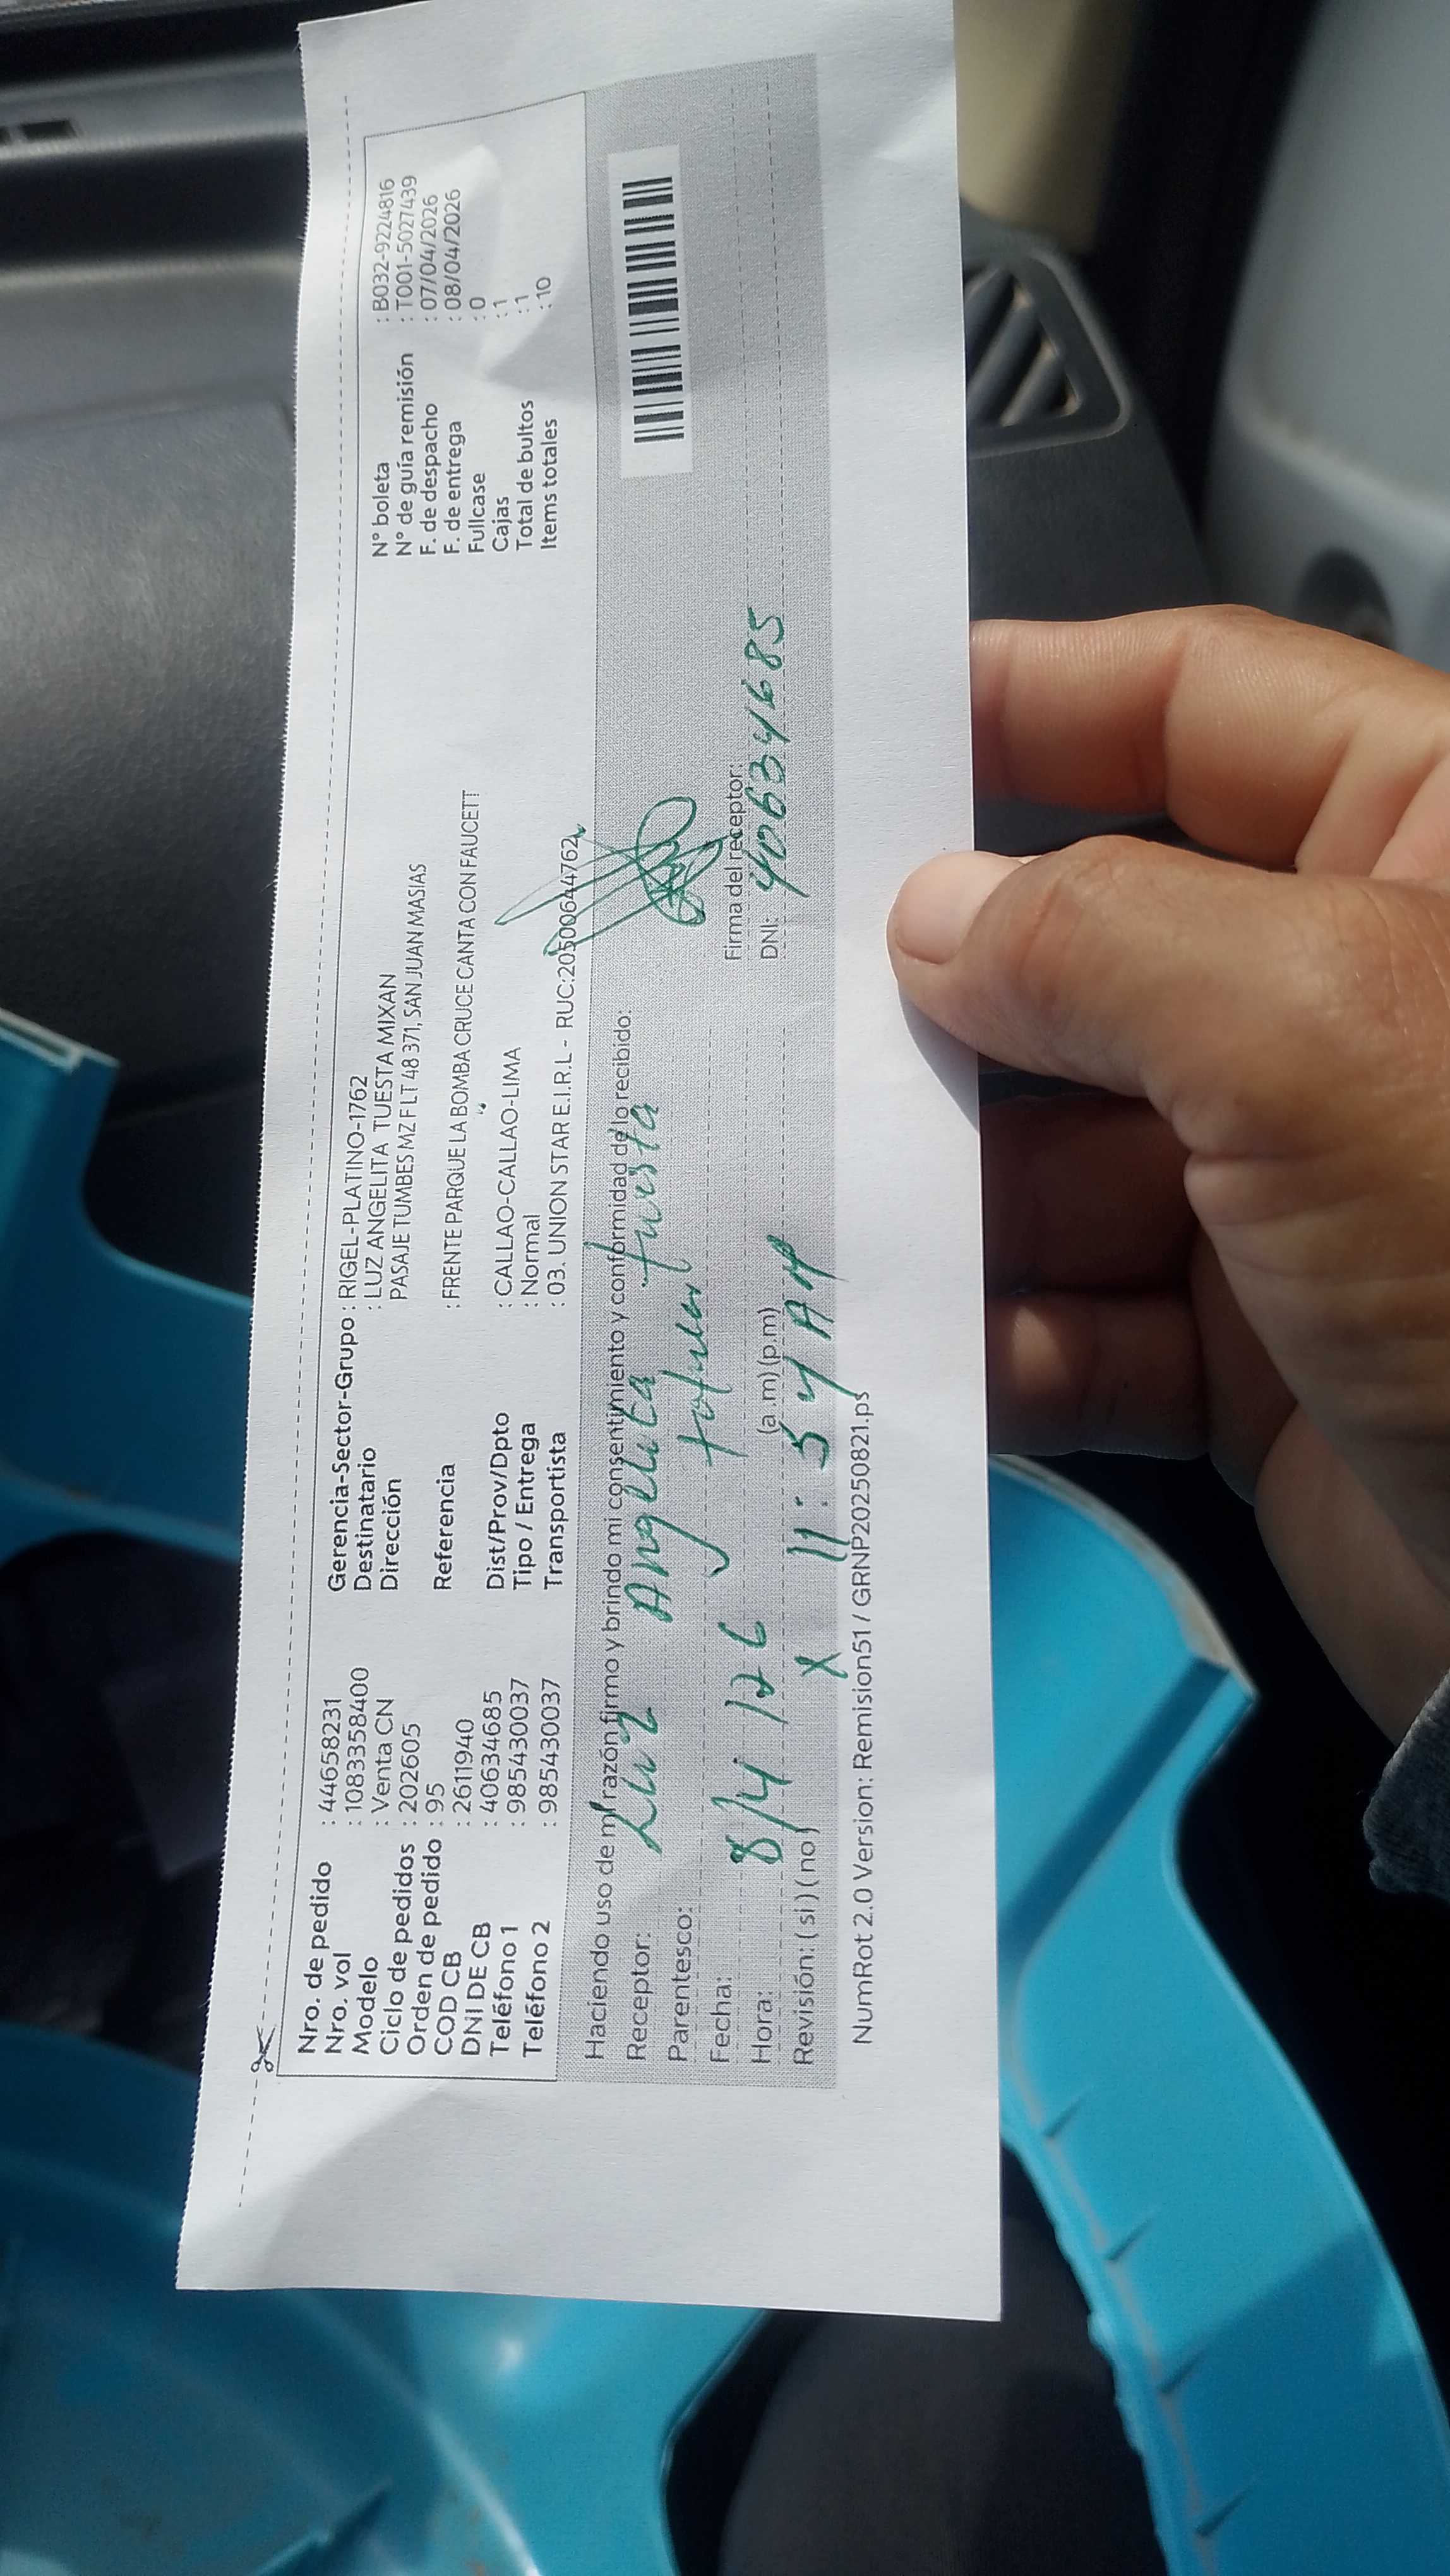 Nro. de pedido : 44658231
Nro. vol : 1083358400
Modelo : Venta CN
Ciclo de pedidos : 202605
Orden de pedido : 95
COD CB : 2611940
DNI DE CB : 40634685
Teléfono 1 : 985430037
Teléfono 2 : 985430037
Gerencia-Sector-Grupo : RIGEL-PLATINO-1762
Destinatario : LUZ ANGELITA TUESTA MIXAN
Dirección PASAJE TUMBES MZ F LT 48 371, SAN JUAN MASIAS
Referencia : FRENTE PARQUE LA BOMBA CRUCE CANTA CON FAUCETT
Dist/Prov/Dpto : CALLAO-CALLAO-LIMA
Tipo / Entrega : Normal
Transportista : 03. UNION STAR E.I.R.L - RUC:20500644762
N° boleta : B032-9224816
N° de guía remisión : T001-5027439
F. de despacho : 07/04/2026
F. de entrega : 08/04/2026
Fullcase : 0
Cajas : 1
Total de bultos : 1
Items totales : 10
Haciendo uso de mi razón firmo y brindo mi consentimiento y conformidad de lo recibido.
Receptor: Luz Angelita tuesta
Parentesco:
Fecha: 8/4/26
Hora: 11:54 AM (a.m)(p.m)
Revisión: ( si ) ( no ) X
Firma del receptor:
DNI: 40634685
NumRot 2.0 Version: Remision51 / GRNP20250821.ps